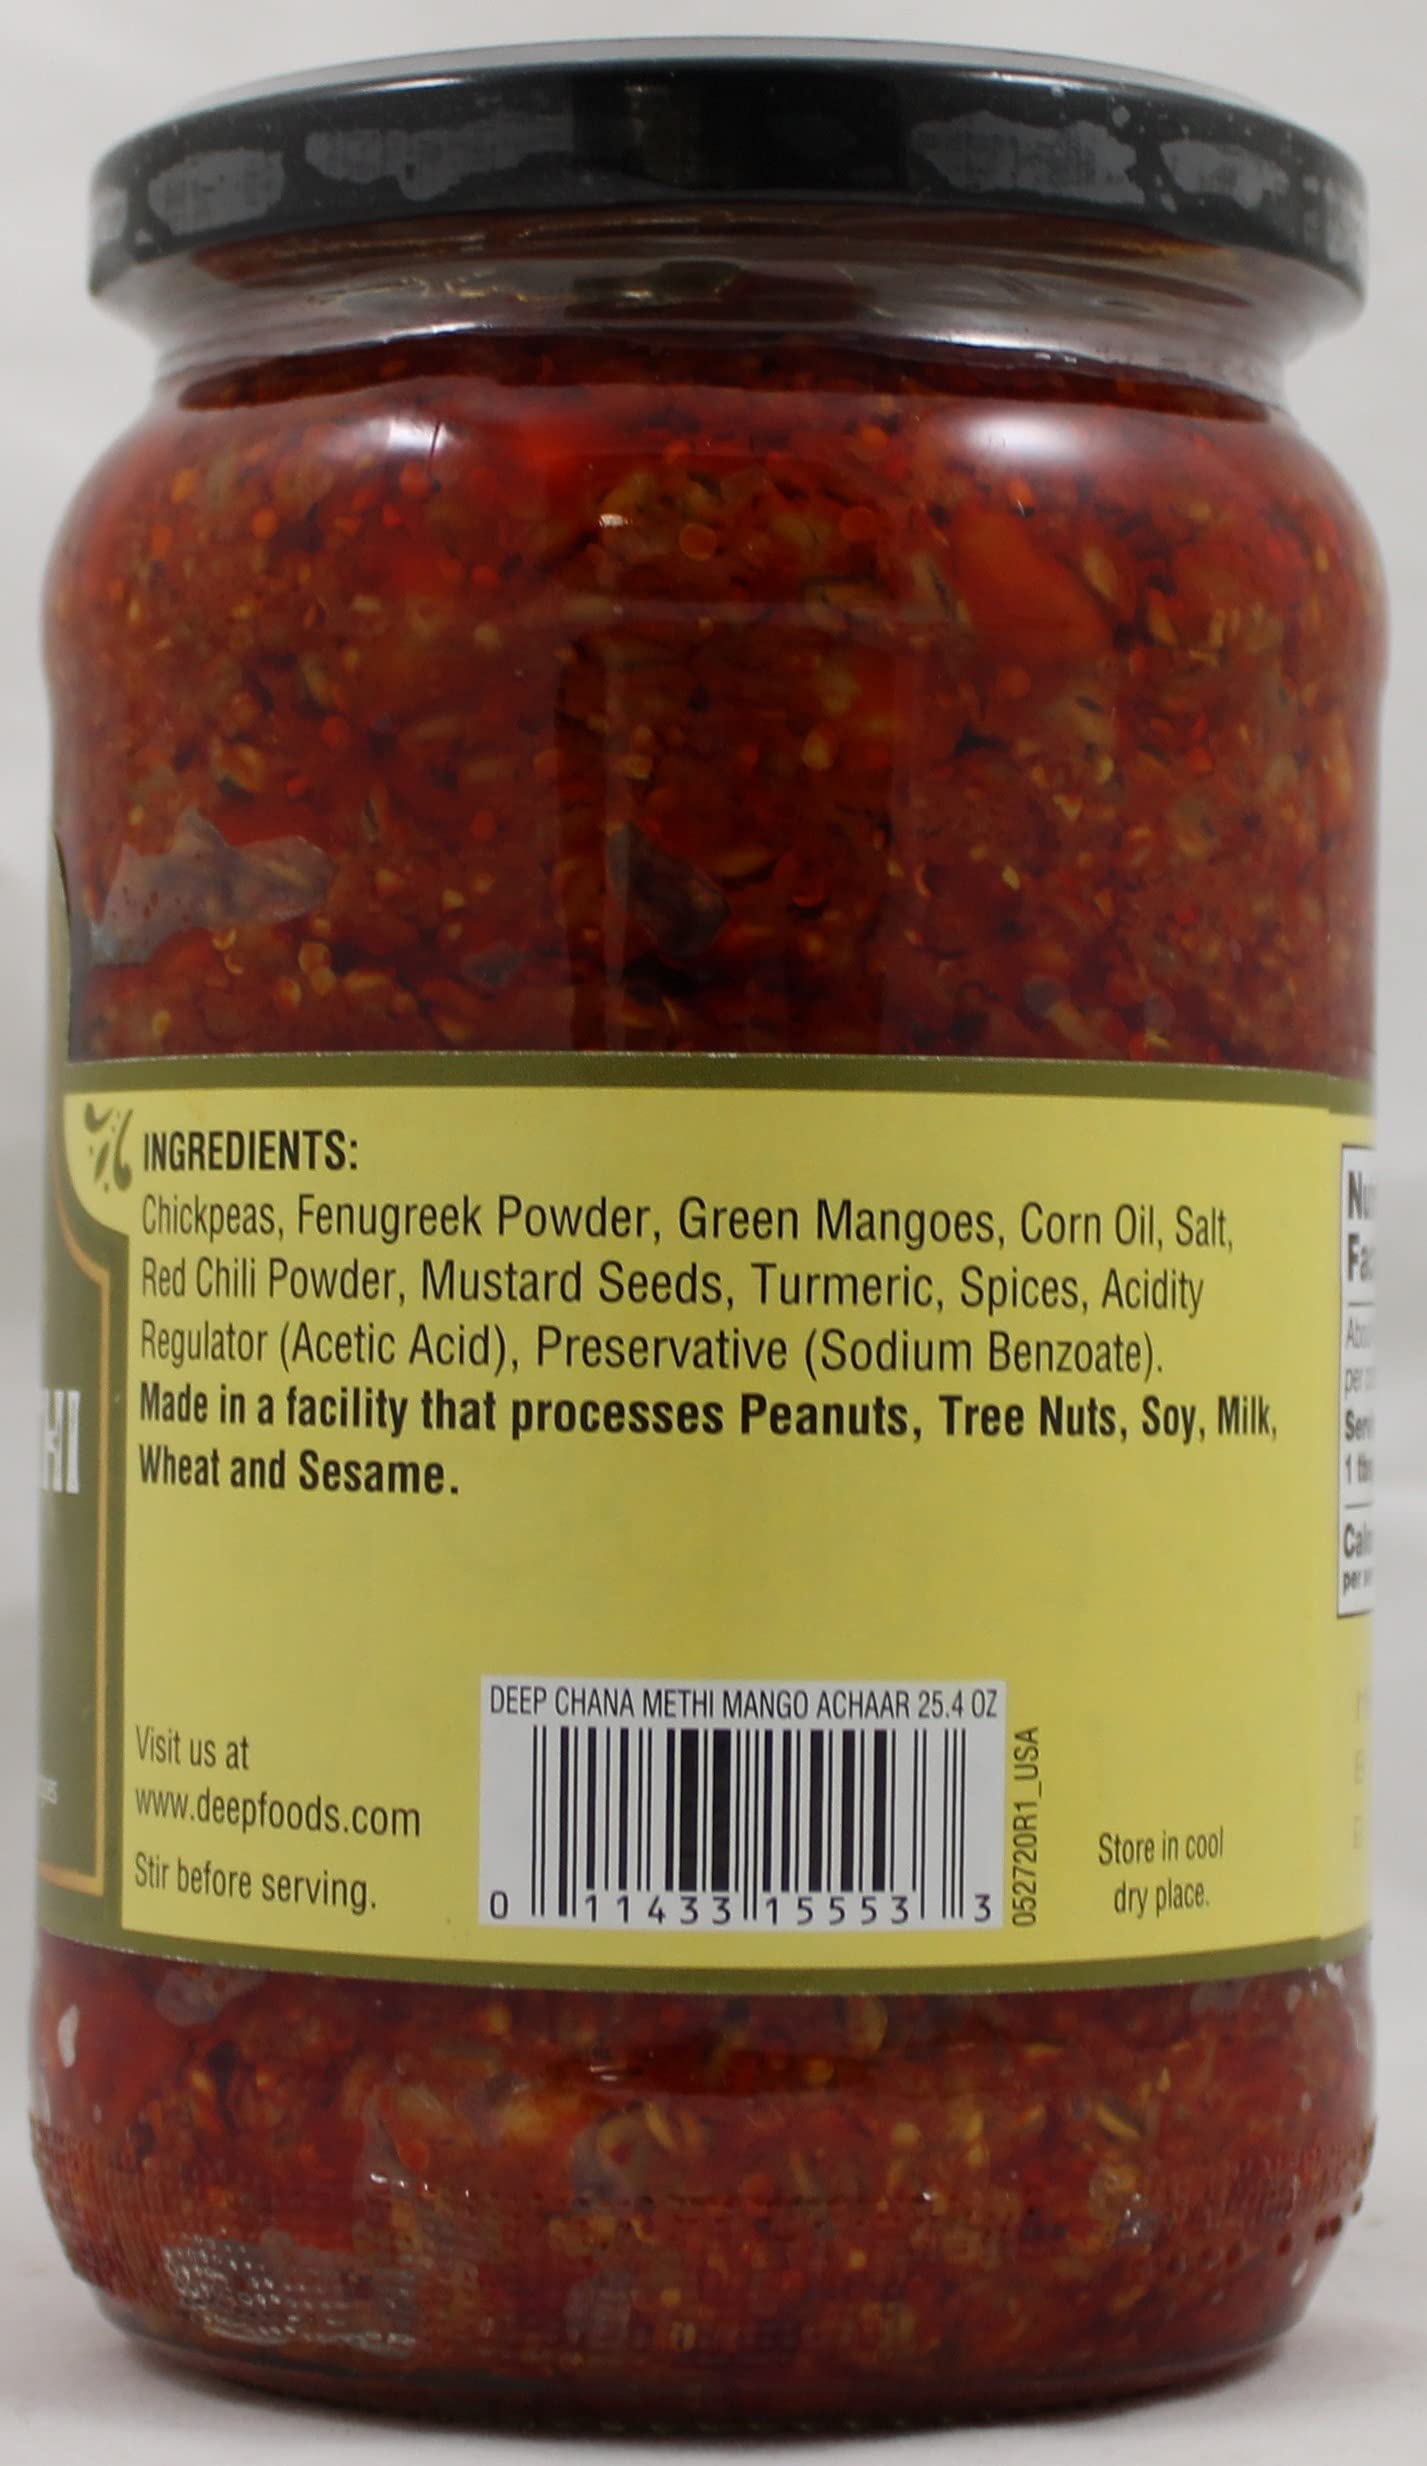 INGREDIENTS:
Chickpeas, Fenugreek Powder, Green Mangoes, Corn Oil, Salt,
Red Chili Powder, Mustard Seeds, Turmeric, Spices, Acidity
Regulator (Acetic Acid), Preservative (Sodium Benzoate).
Made in a facility that processes Peanuts, Tree Nuts, Soy, Milk,
Wheat and Sesame.
DEEP CHANA METHI MANGO ACHAAR 25.4 OZ
0 11433 15553 3
052720R1_USA
Visit us at
www.deepfoods.com
Stir before serving.
Store in cool
dry place.